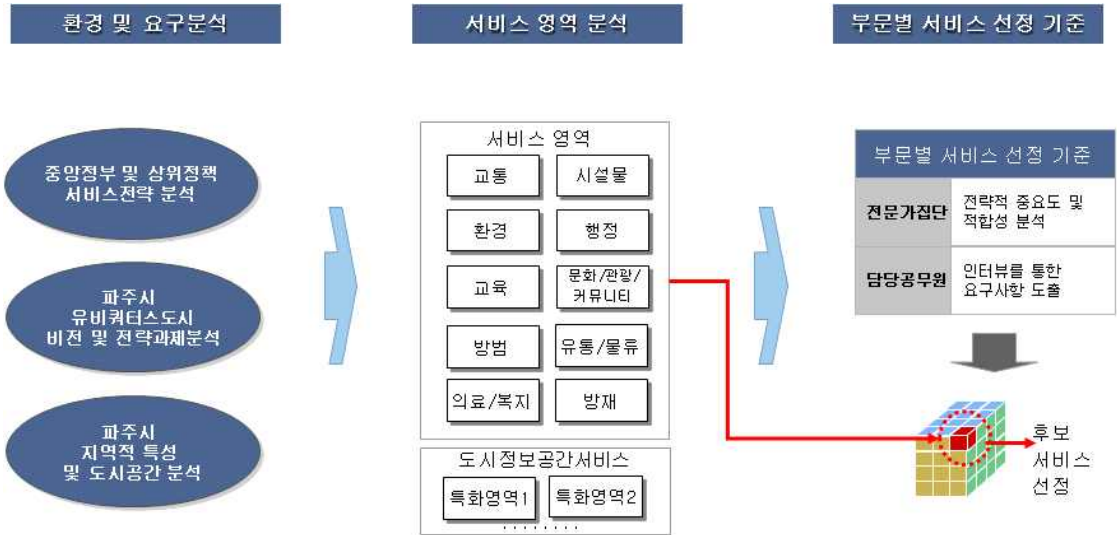 환경 및 요구분석
서비스 영역 분석
부문별 서비스 선정 기준
중앙정부 및 상위정책
서비스전략 분석
파주시
유비쿼터스도시
비전 및 전략과제분석
파주시
지역적 특성
및 도시공간 분석
서비스 영역
교통
시설물
환경
행정
교육
문화/관광/
커뮤니티
방범
유통/물류
의료/복지
방재
도시정보공간서비스
특화영역1
특화영역2
········
부문별 서비스 선정 기준
전문가집단
전략적 중요도 및
적합성 분석
담당공무원
인터뷰를 통한
요구사항 도출
후보
서비스
선정